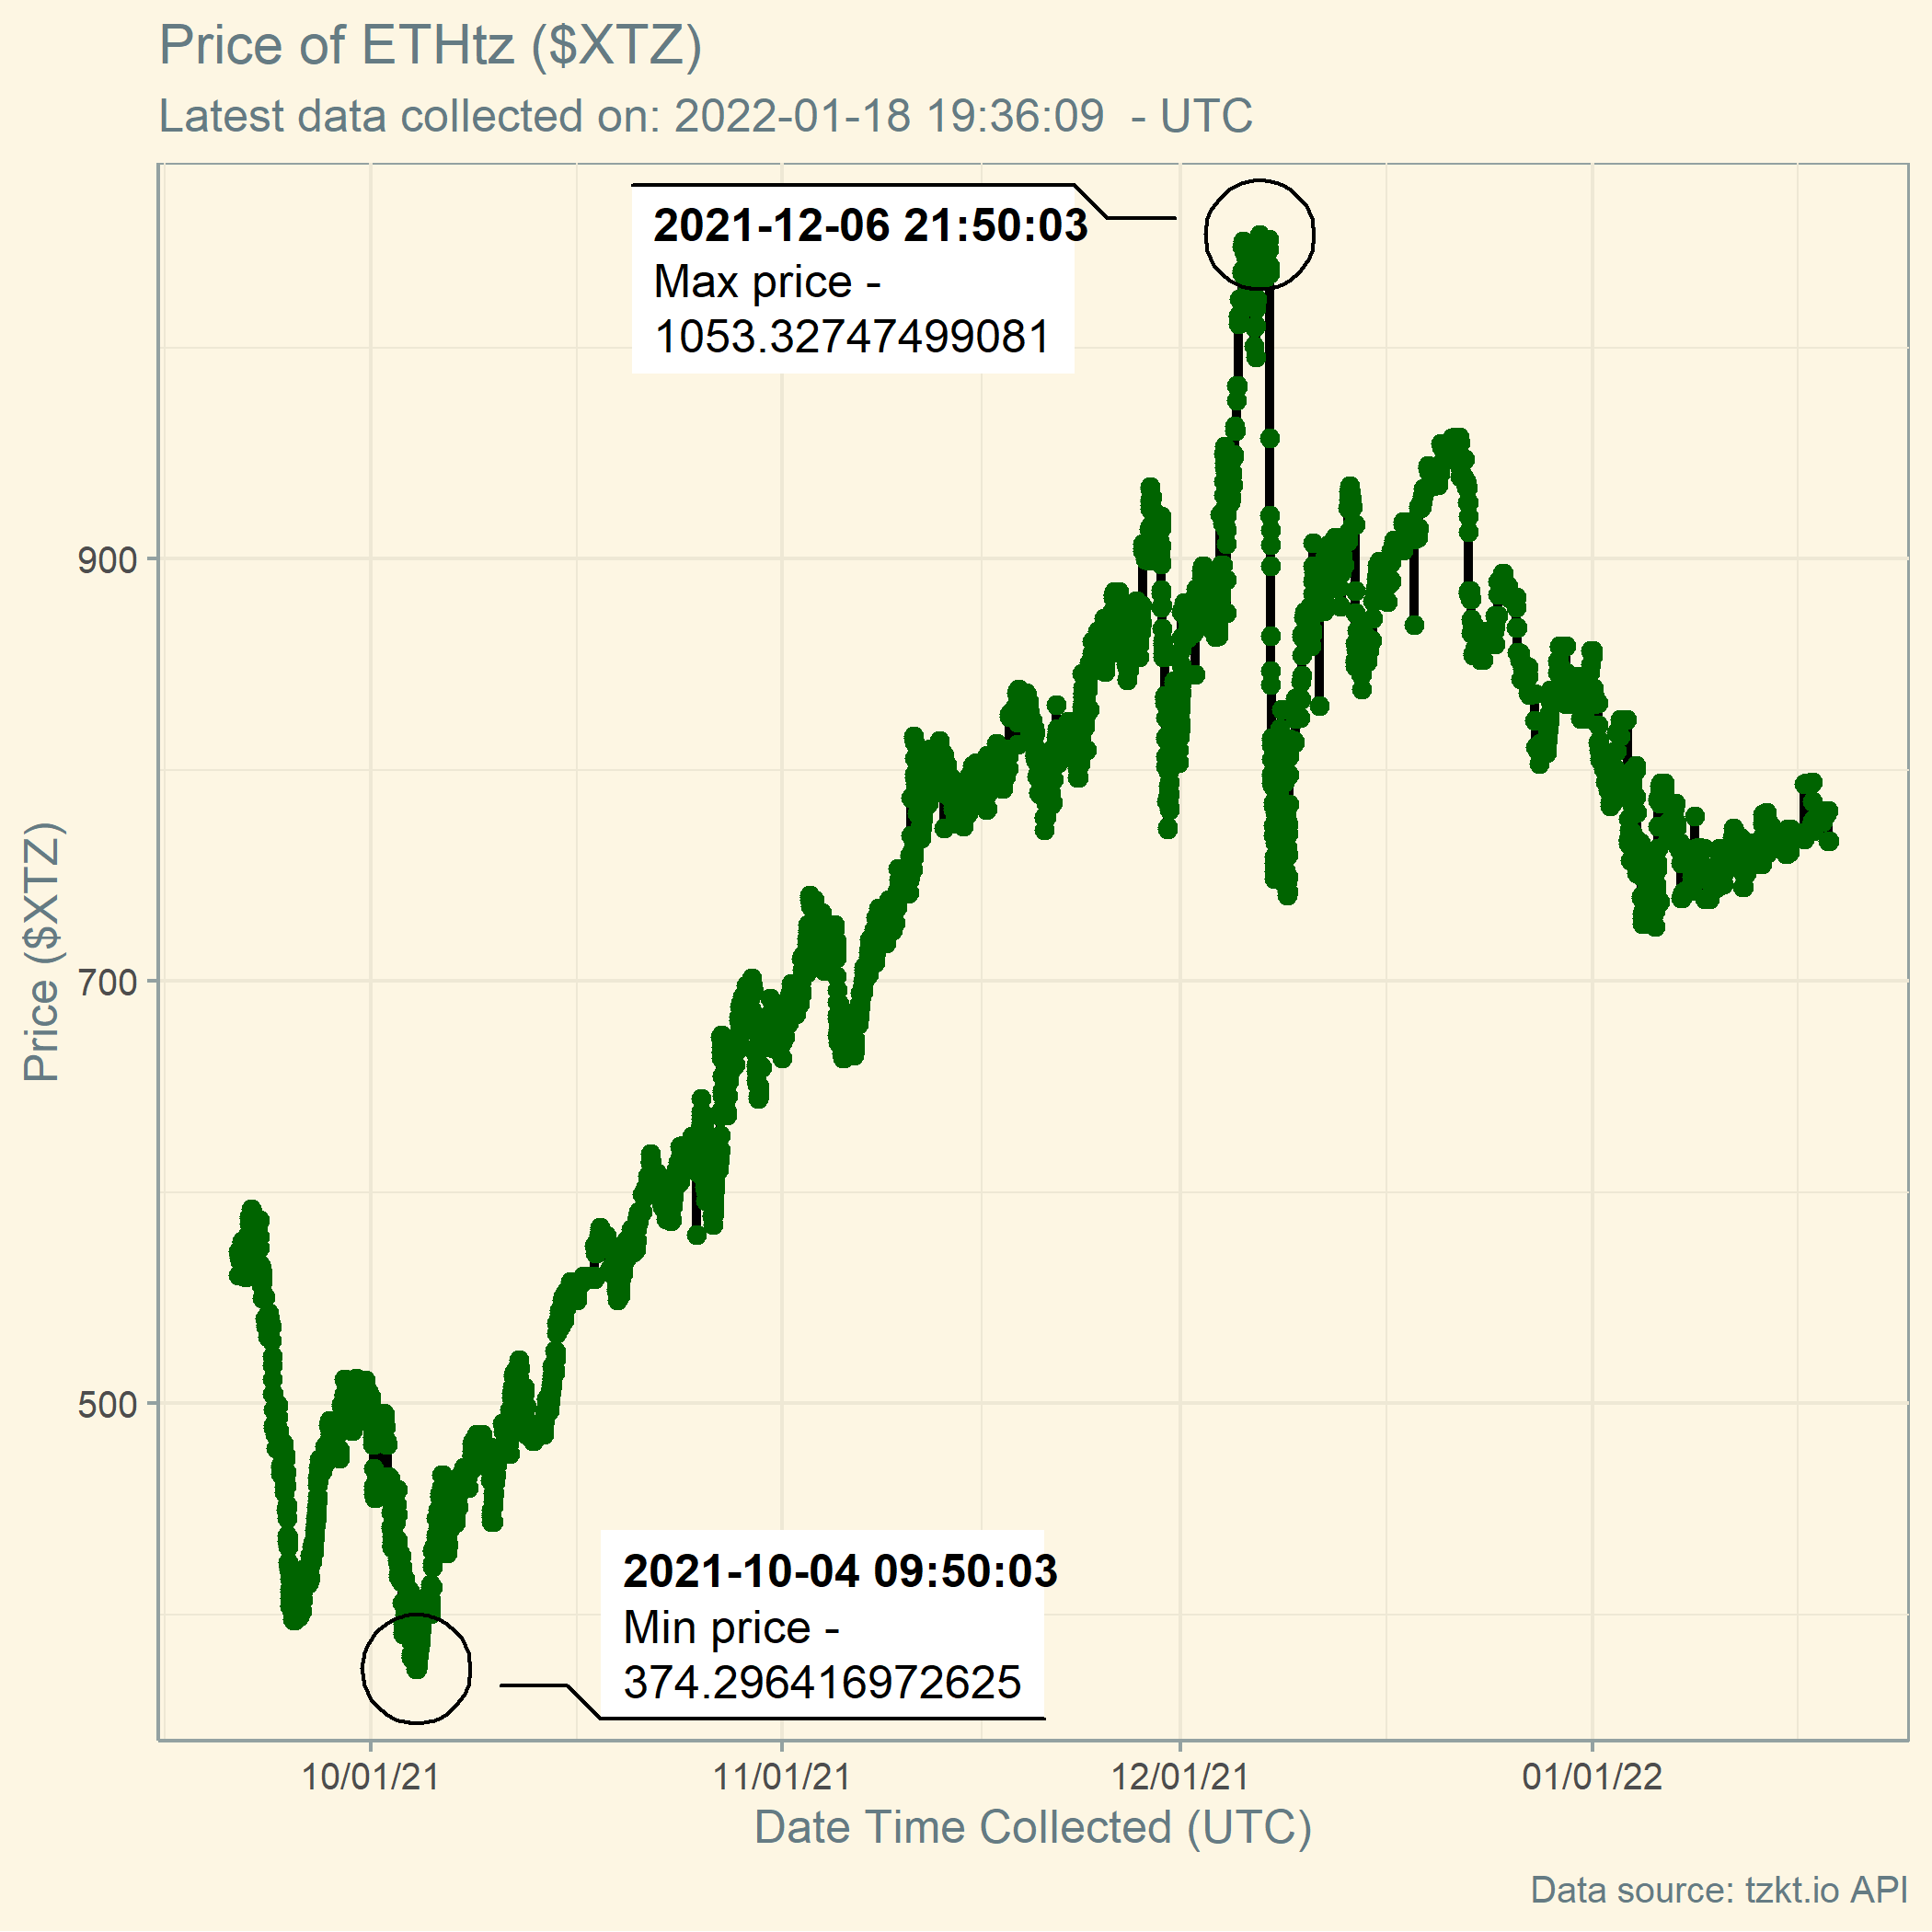 Price of ETHtz ($XTZ)
Latest data collected on: 2022-01-18 19:36:09  - UTC
2021-12-06 21:50:03
Max price -
1053.32747499081
900
700
500
Price ($XTZ)
2021-10-04 09:50:03
Min price -
374.296416972625
10/01/21 11/01/21 12/01/21 01/01/22
Date Time Collected (UTC)
Data source: tzkt.io API